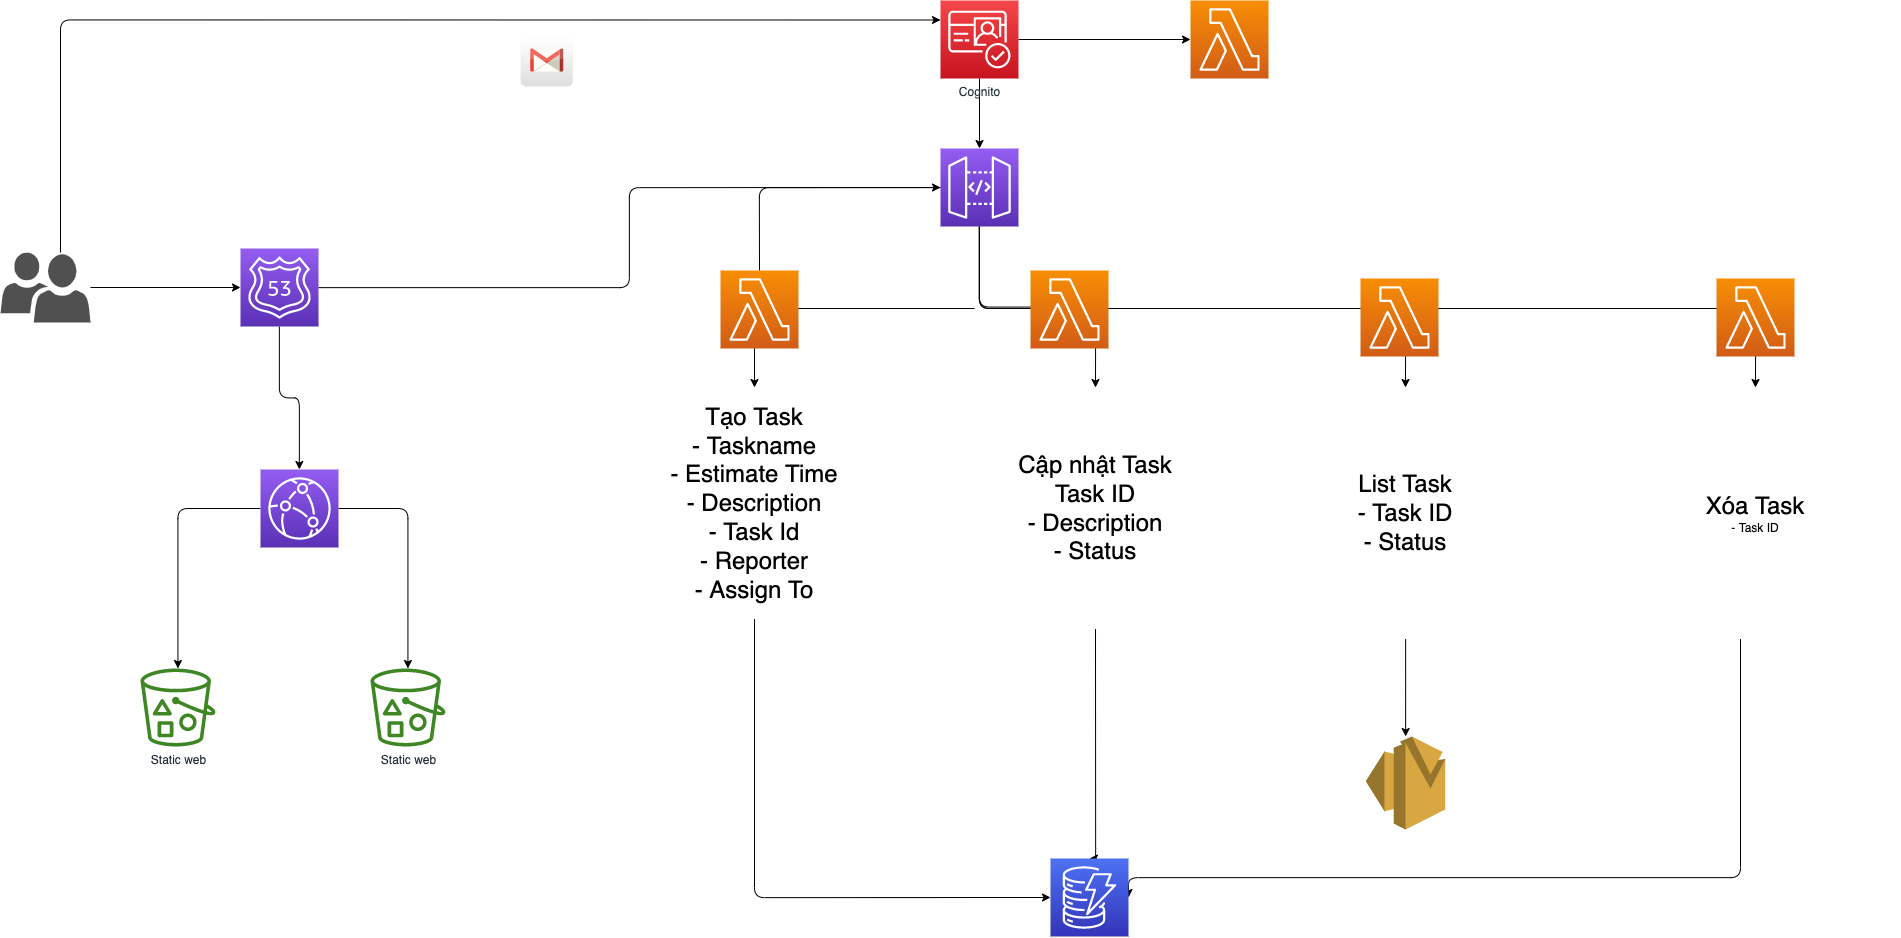 Cognito
53
Tạo Task
- Taskname
- Estimate Time
- Description
- Task Id
- Reporter
- Assign To
Cập nhật Task
Task ID
- Description
- Status
List Task
- Task ID
- Status
Xóa Task
- Task ID
Static web
Static web